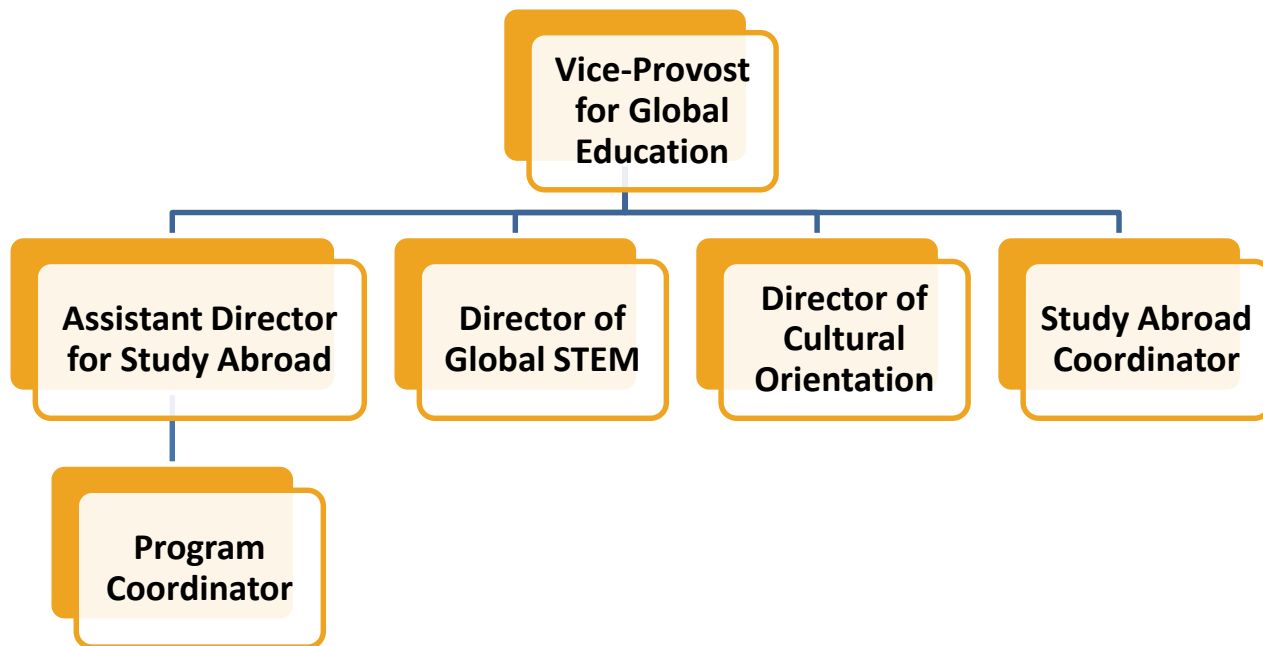 Vice-Provost
for Global
Education
Assistant Director
for Study Abroad
Director of
Global STEM
Director of
Cultural
Orientation
Study Abroad
Coordinator
Program
Coordinator